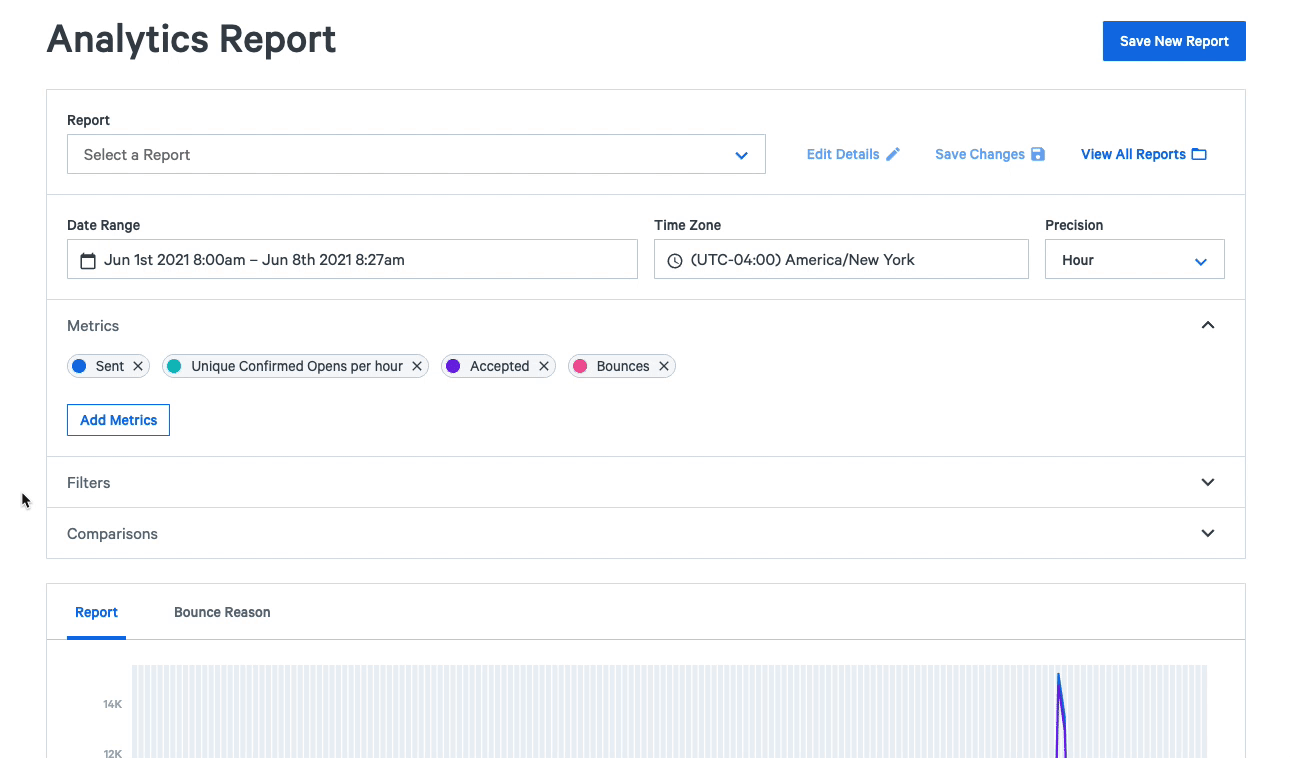 Analytics Report
Save New Report
Report
Select a Report
Edit Details
Save Changes
View All Reports
Date Range
Time Zone
Precision
Jun 1st 2021 8:00am – Jun 8th 2021 8:27am
(UTC-04:00) America/New York
Hour
Metrics
Sent
Unique Confirmed Opens per hour
Accepted
Bounces
Add Metrics
Filters
Comparisons
Report
Bounce Reason
14K
12K